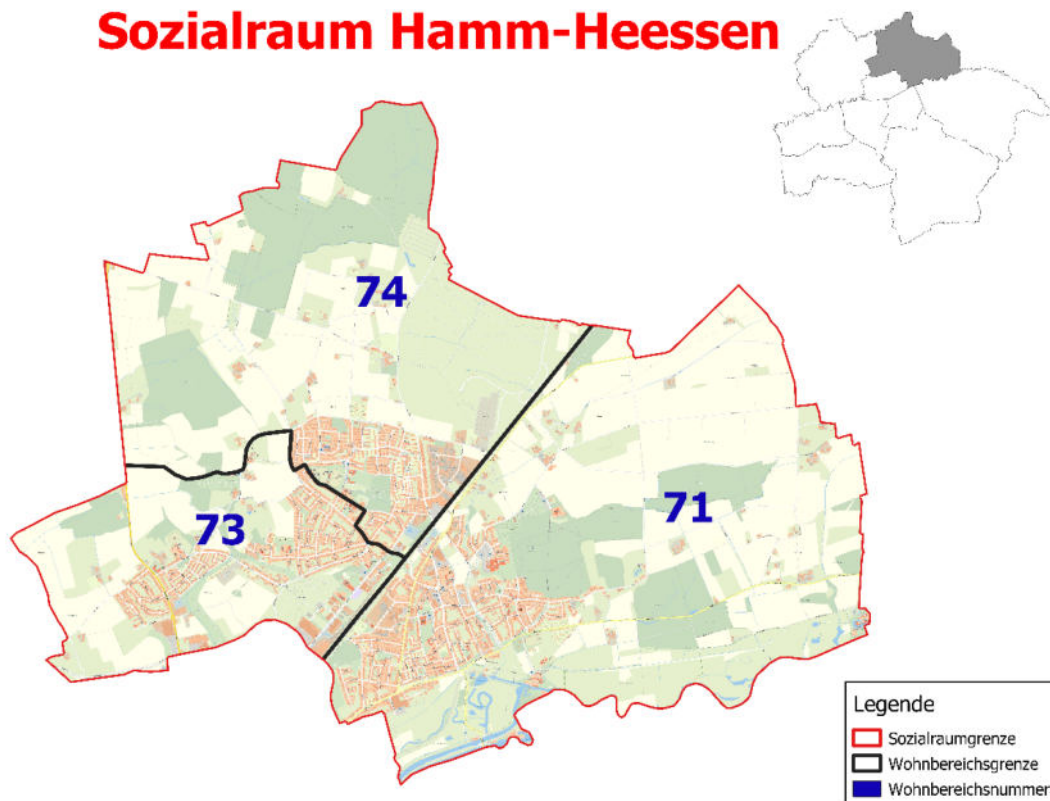 Sozialraum Hamm-Heessen
74
73
71
Legende
Sozialraumgrenze
Wohnbereichsgrenze
Wohnbereichsnummer